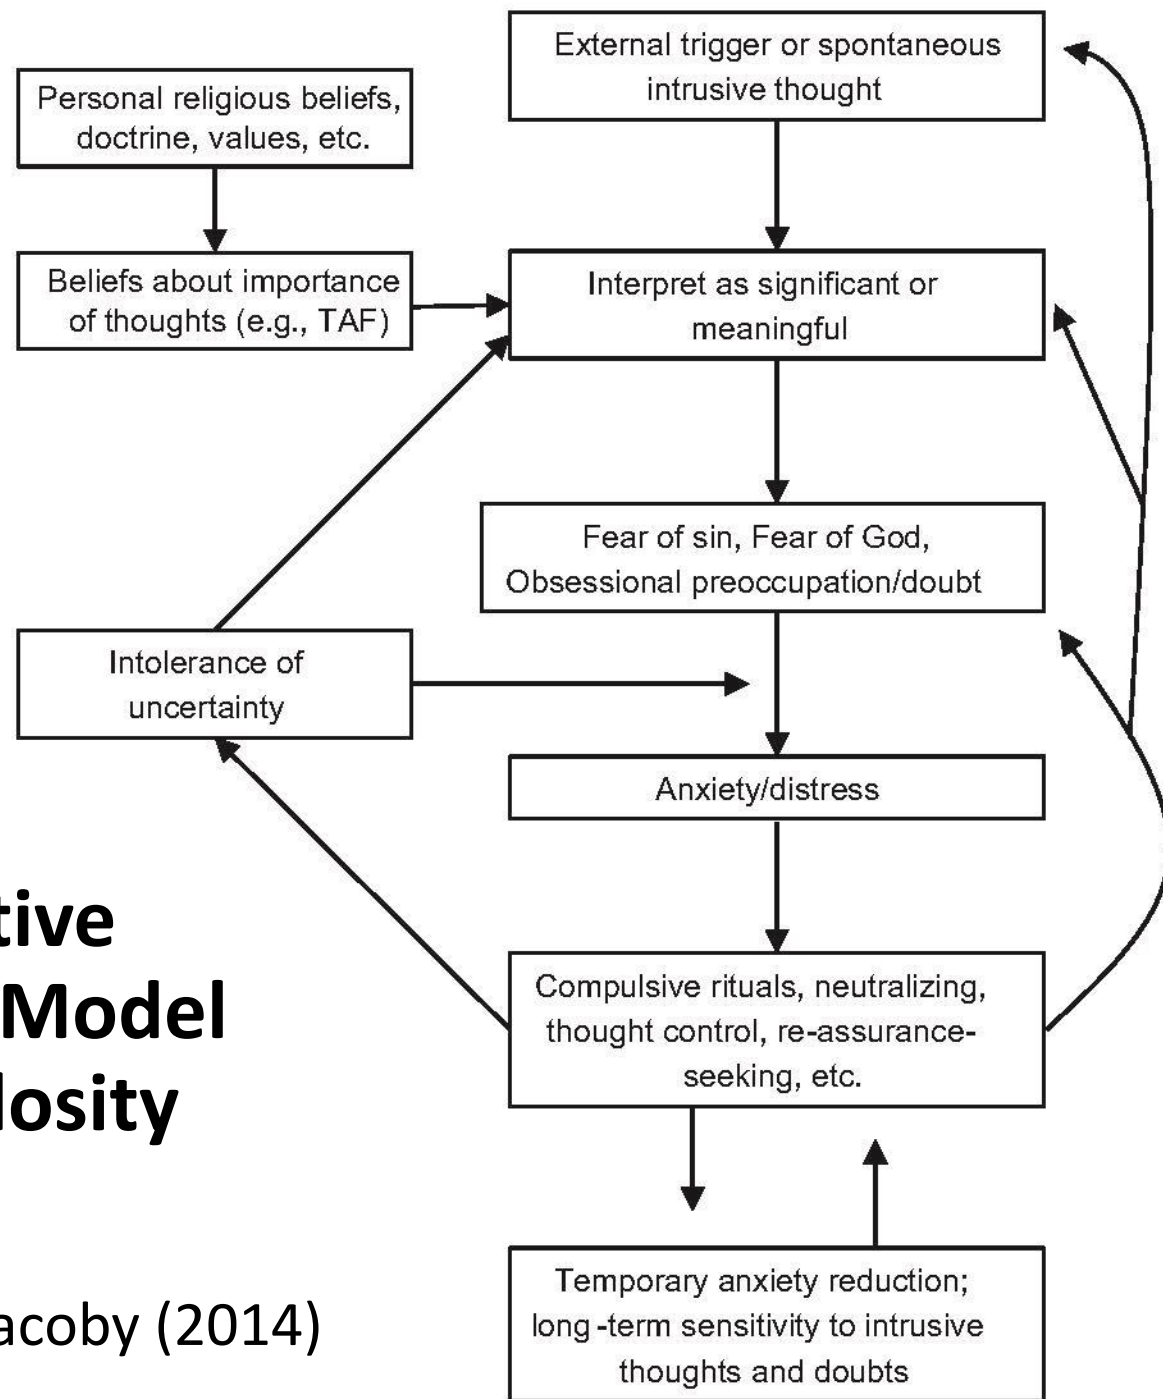 External trigger or spontaneous
intrusive thought
Personal religious beliefs,
doctrine, values, etc.
Beliefs about importance
of thoughts (e.g., TAF)
Interpret as significant or
meaningful
Fear of sin, Fear of God,
Obsessional preoccupation/doubt
Intolerance of
uncertainty
Anxiety/distress
Compulsive rituals, neutralizing,
thought control, re-assurance-
seeking, etc.
Temporary anxiety reduction;
long-term sensitivity to intrusive
thoughts and doubts
tive
Model
losity
acoby (2014)